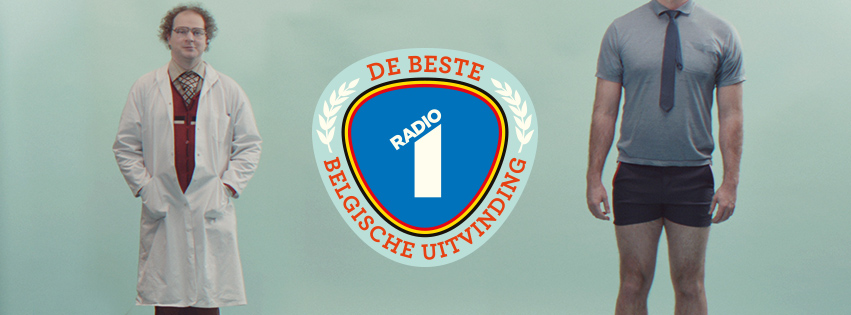 DE BESTE
RADIO
1
BELGISCHE UITVINDING